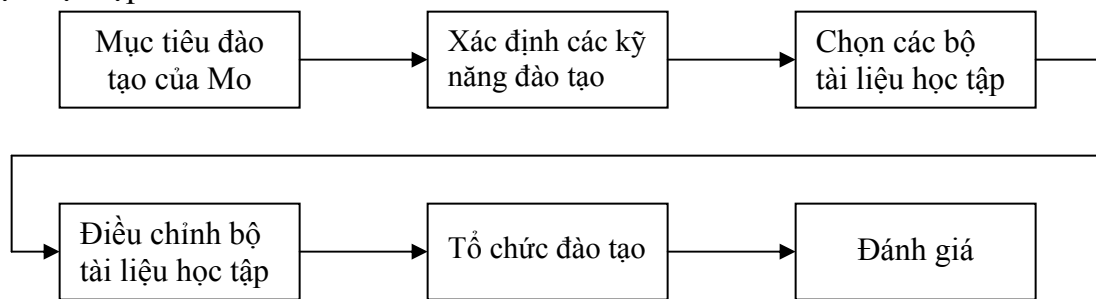 Mục tiêu đào
tạo của Mo
Xác định các kỹ
năng đào tạo
Chọn các bộ
tài liệu học tập
Điều chỉnh bộ
tài liệu học tập
Tổ chức đào tạo
Đánh giá